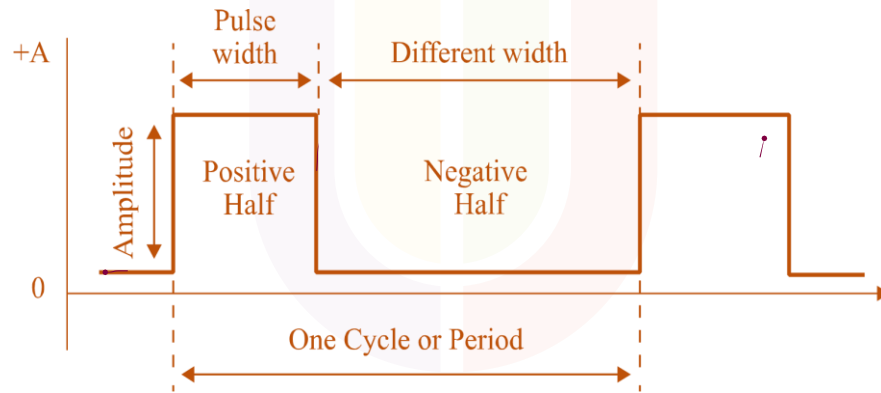 Pulse
width
+A
Different width
Amplitude
Positive
Half
Negative
Half
0
One Cycle or Period